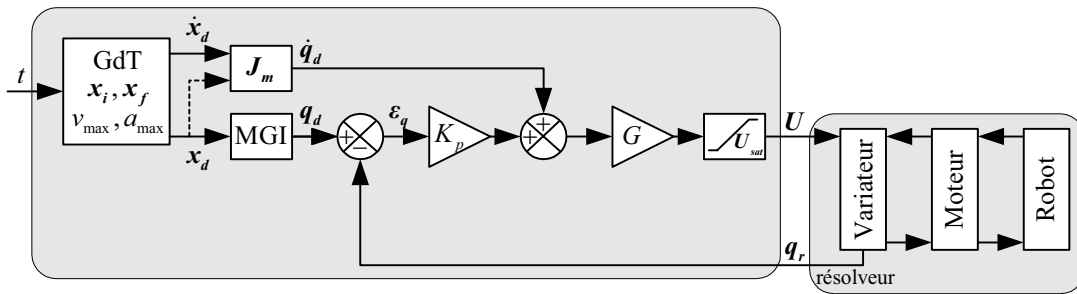 t
GdT
x_i, x_f
v_max, a_max
ẋ_d
J_m
q̇_d
x_d
MGI
q_d
+
−
ε_q
K_p
+
+
G
U_sat
U
q_r
Variateur
Moteur
Robot
résolveur